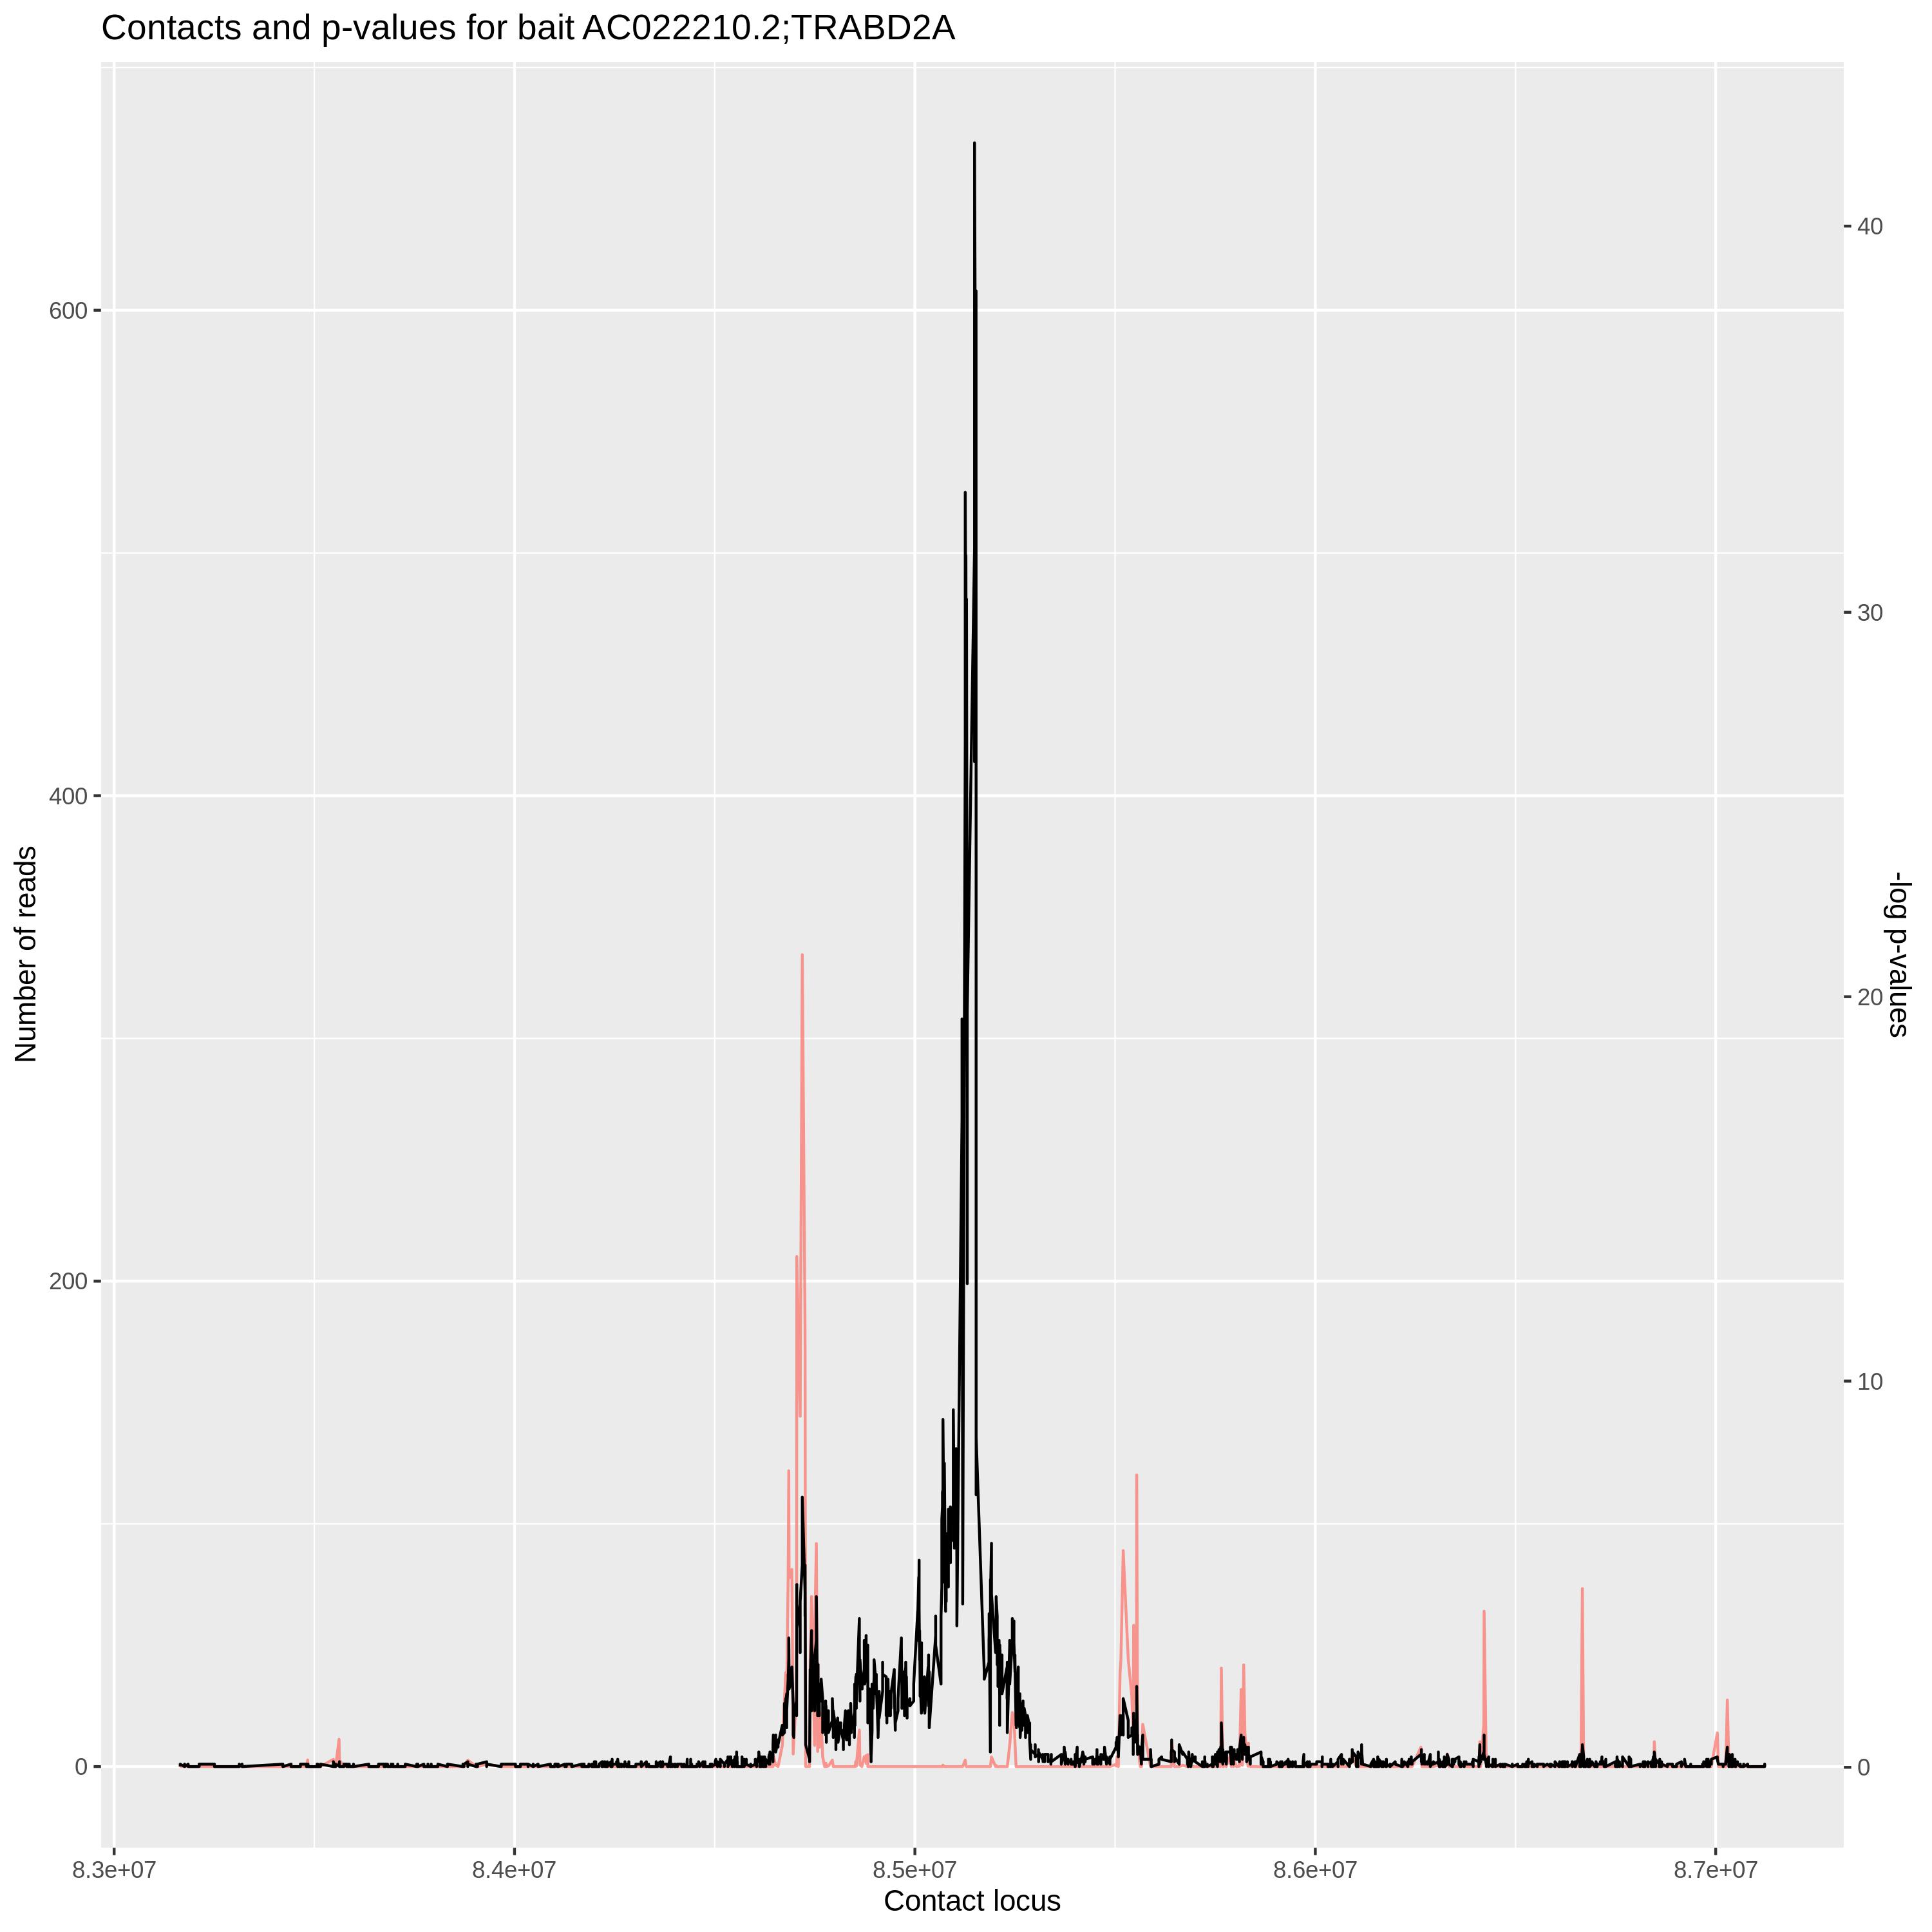 Contacts and p-values for bait AC022210.2;TRABD2A
600
400
200
0
Number of reads
40
30
20
10
0
-log p-values
8.3e+07
8.4e+07
8.5e+07
8.6e+07
8.7e+07
Contact locus